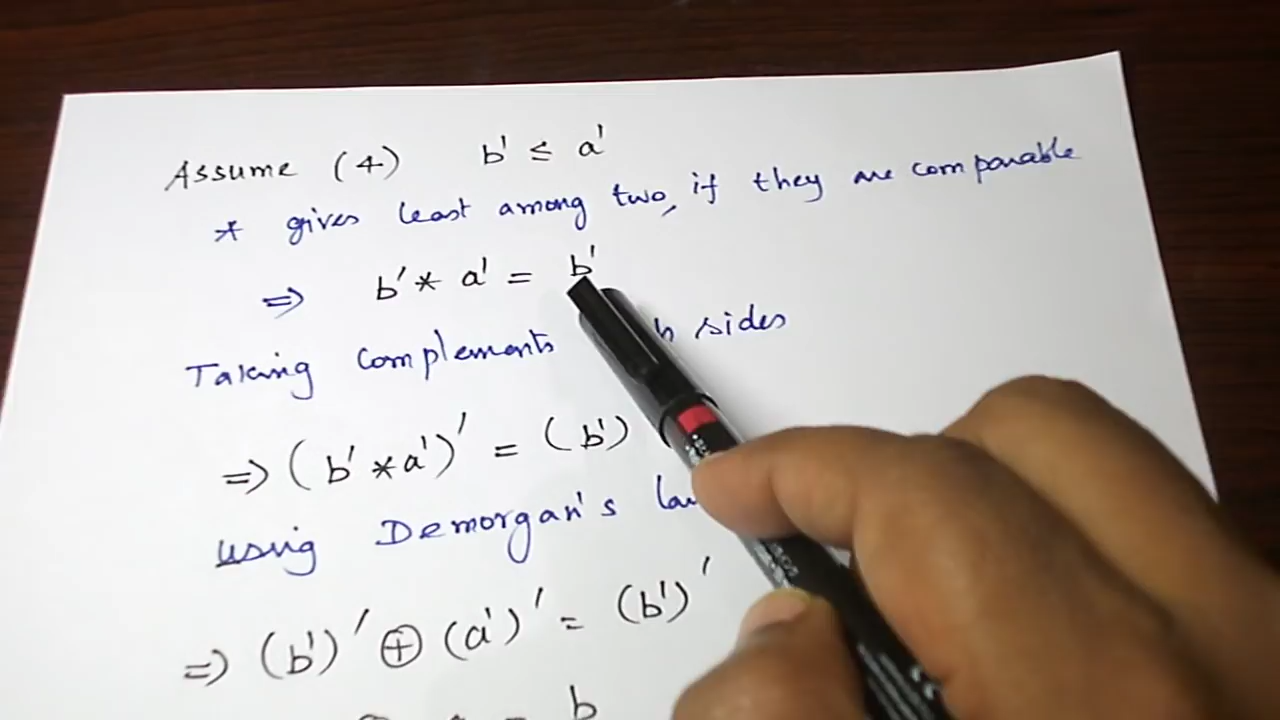 Assume (4) b' ≤ a'
* gives least among two, if they are comparable
=> b' * a' = b'
Taking complements sides
=> (b' * a')' = (b')
using Demorgan's
=> (b')' ⊕ (a')' = (b')'
= b